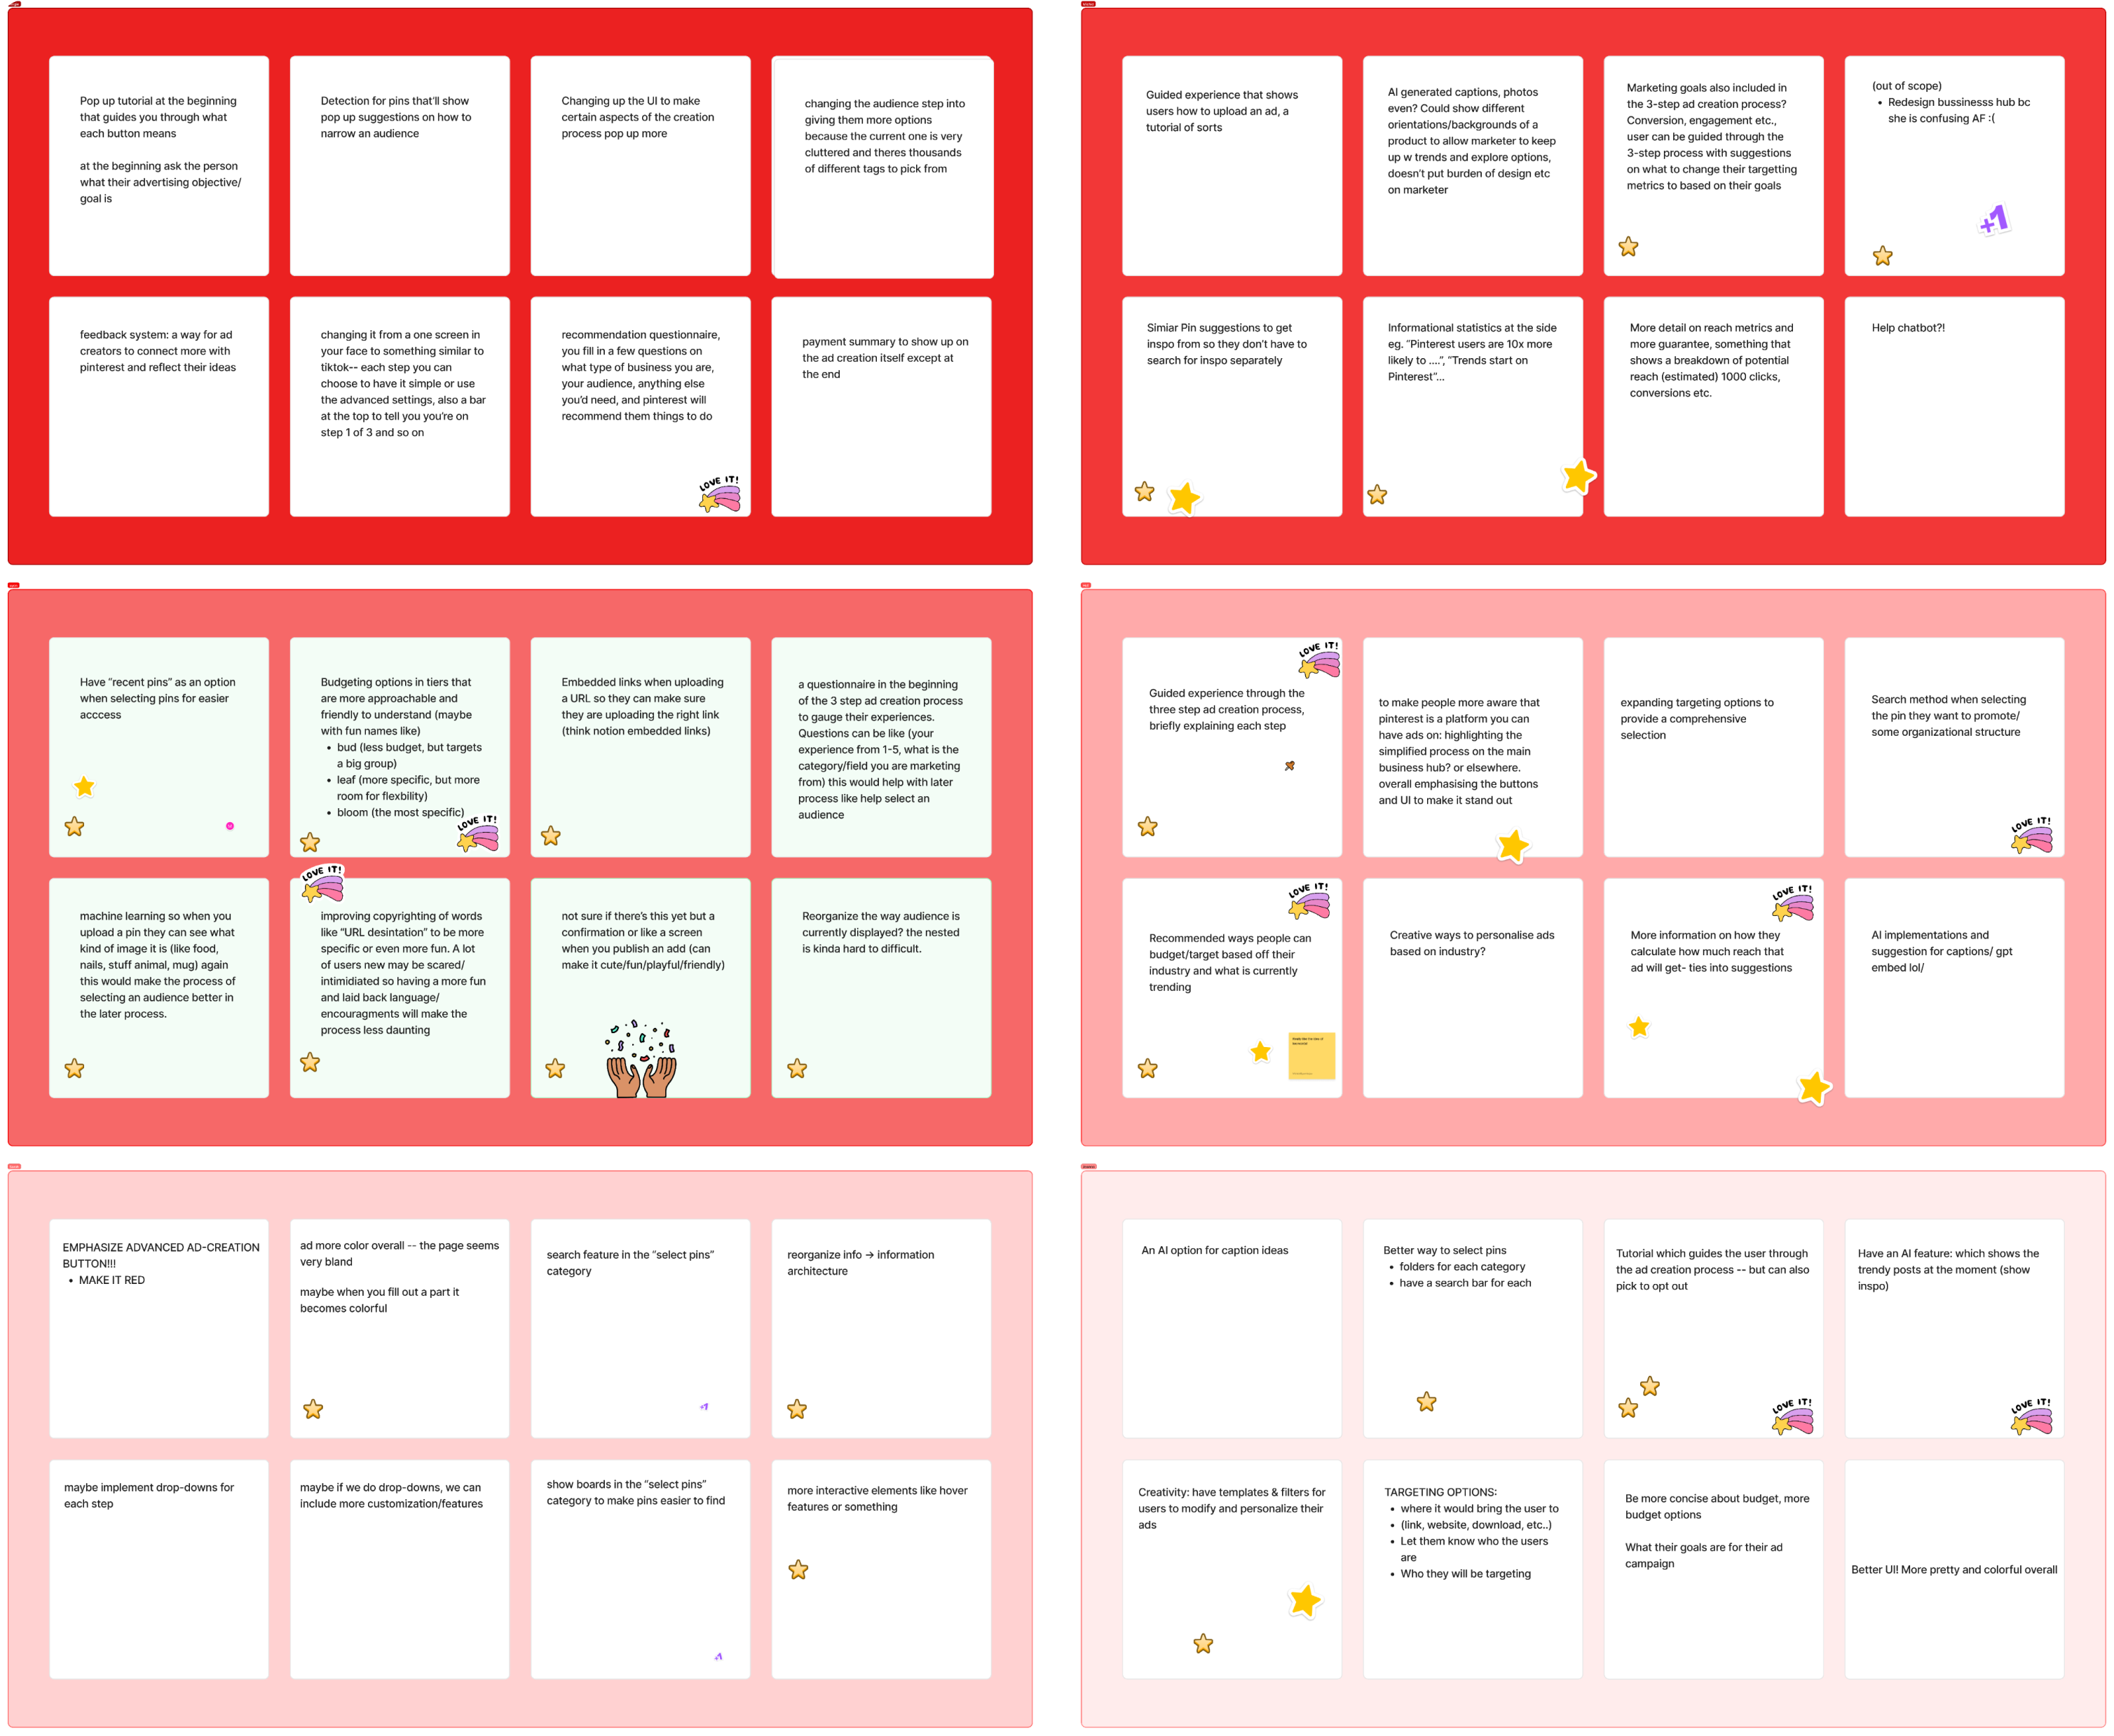 Pop up tutorial at the beginning
that guides you through what
each button means
at the beginning ask the person
what their advertising objective/
goal is
Detection for pins that'll show
pop up suggestions on how to
narrow an audience
Changing up the UI to make
certain aspects of the creation
process pop up more
changing the audience step into
giving them more options
because the current one is very
cluttered and theres thousands
of different tags to pick from
feedback system: a way for ad
creators to connect more with
pinterest and reflect their ideas
changing it from a one screen in
your face to something similar to
tiktok-- each step you can
choose to have it simple or use
the advanced settings, also a bar
at the top to tell you you're on
step 1 of 3 and so on
recommendation questionnaire,
you fill in a few questions on
what type of business you are,
your audience, anything else
you'd need, and pinterest will
recommend them things to do
LOVE IT!
payment summary to show up on
the ad creation itself except at
the end
Guided experience that shows
users how to upload an ad, a
tutorial of sorts
AI generated captions, photos
even? Could show different
orientations/backgrounds of a
product to allow marketer to keep
up w trends and explore options,
doesn't put burden of design etc
on marketer
Marketing goals also included in
the 3-step ad creation process?
Conversion, engagement etc.,
user can be guided through the
3-step process with suggestions
on what to change their targetting
metrics to based on their goals
(out of scope)
• Redesign bussinesss hub bc
she is confusing AF :(
+1
Simiar Pin suggestions to get
inspo from so they don't have to
search for inspo separately
Informational statistics at the side
eg. "Pinterest users are 10x more
likely to ....", "Trends start on
Pinterest"...
More detail on reach metrics and
more guarantee, something that
shows a breakdown of potential
reach (estimated) 1000 clicks,
conversions etc.
Help chatbot?!
Have "recent pins" as an option
when selecting pins for easier
acccess
Budgeting options in tiers that
are more approachable and
friendly to understand (maybe
with fun names like)
• bud (less budget, but targets
a big group)
• leaf (more specific, but more
room for flexbility)
• bloom (the most specific)
LOVE IT!
Embedded links when uploading
a URL so they can make sure
they are uploading the right link
(think notion embedded links)
a questionnaire in the beginning
of the 3 step ad creation process
to gauge their experiences.
Questions can be like (your
experience from 1-5, what is the
category/field you are marketing
from) this would help with later
process like help select an
audience
machine learning so when you
upload a pin they can see what
kind of image it is (like food,
nails, stuff animal, mug) again
this would make the process of
selecting an audience better in
the later process.
LOVE IT!
improving copyrighting of words
like "URL desintation" to be more
specific or even more fun. A lot
of users new may be scared/
intimidiated so having a more fun
and laid back language/
encouragments will make the
process less daunting
not sure if there's this yet but a
confirmation or like a screen
when you publish an add (can
make it cute/fun/playful/friendly)
Reorganize the way audience is
currently displayed? the nested
is kinda hard to difficult.
LOVE IT!
Guided experience through the
three step ad creation process,
briefly explaining each step
to make people more aware that
pinterest is a platform you can
have ads on: highlighting the
simplified process on the main
business hub? or elsewhere.
overall emphasising the buttons
and UI to make it stand out
expanding targeting options to
provide a comprehensive
selection
Search method when selecting
the pin they want to promote/
some organizational structure
LOVE IT!
LOVE IT!
Recommended ways people can
budget/target based off their
industry and what is currently
trending
Creative ways to personalise ads
based on industry?
LOVE IT!
More information on how they
calculate how much reach that
ad will get- ties into suggestions
AI implementations and
suggestion for captions/ gpt
embed lol/
EMPHASIZE ADVANCED AD-CREATION
BUTTON!!!
• MAKE IT RED
ad more color overall -- the page seems
very bland
maybe when you fill out a part it
becomes colorful
search feature in the "select pins"
category
+1
reorganize info → information
architecture
maybe implement drop-downs for
each step
maybe if we do drop-downs, we can
include more customization/features
show boards in the "select pins"
category to make pins easier to find
+1
more interactive elements like hover
features or something
An AI option for caption ideas
Better way to select pins
• folders for each category
• have a search bar for each
Tutorial which guides the user through
the ad creation process -- but can also
pick to opt out
LOVE IT!
Have an AI feature: which shows the
trendy posts at the moment (show
inspo)
LOVE IT!
Creativity: have templates & filters for
users to modify and personalize their
ads
TARGETING OPTIONS:
• where it would bring the user to
• (link, website, download, etc..)
• Let them know who the users
are
• Who they will be targeting
Be more concise about budget, more
budget options
What their goals are for their ad
campaign
Better UI! More pretty and colorful overall